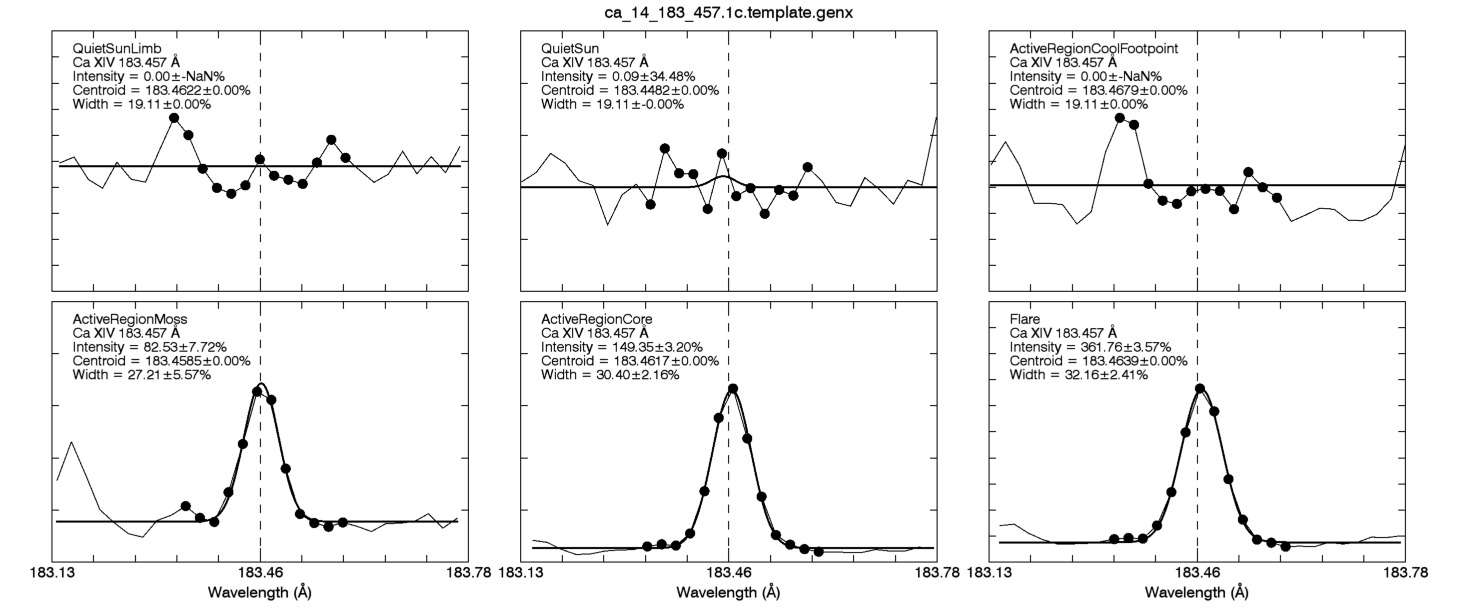 ca_14_183_457.1c.template.genx
QuietSunLimb
Ca XIV 183.457 Å
Intensity = 0.00±-NaN%
Centroid = 183.4622±0.00%
Width = 19.11±0.00%
QuietSun
Ca XIV 183.457 Å
Intensity = 0.09±34.48%
Centroid = 183.4482±0.00%
Width = 19.11±-0.00%
ActiveRegionCoolFootpoint
Ca XIV 183.457 Å
Intensity = 0.00±-NaN%
Centroid = 183.4679±0.00%
Width = 19.11±0.00%
ActiveRegionMoss
Ca XIV 183.457 Å
Intensity = 82.53±7.72%
Centroid = 183.4585±0.00%
Width = 27.21±5.57%
ActiveRegionCore
Ca XIV 183.457 Å
Intensity = 149.35±3.20%
Centroid = 183.4617±0.00%
Width = 30.40±2.16%
Flare
Ca XIV 183.457 Å
Intensity = 361.76±3.57%
Centroid = 183.4639±0.00%
Width = 32.16±2.41%
183.13 183.46 183.78
183.13 183.46 183.78
183.13 183.46 183.78
Wavelength (Å)
Wavelength (Å)
Wavelength (Å)